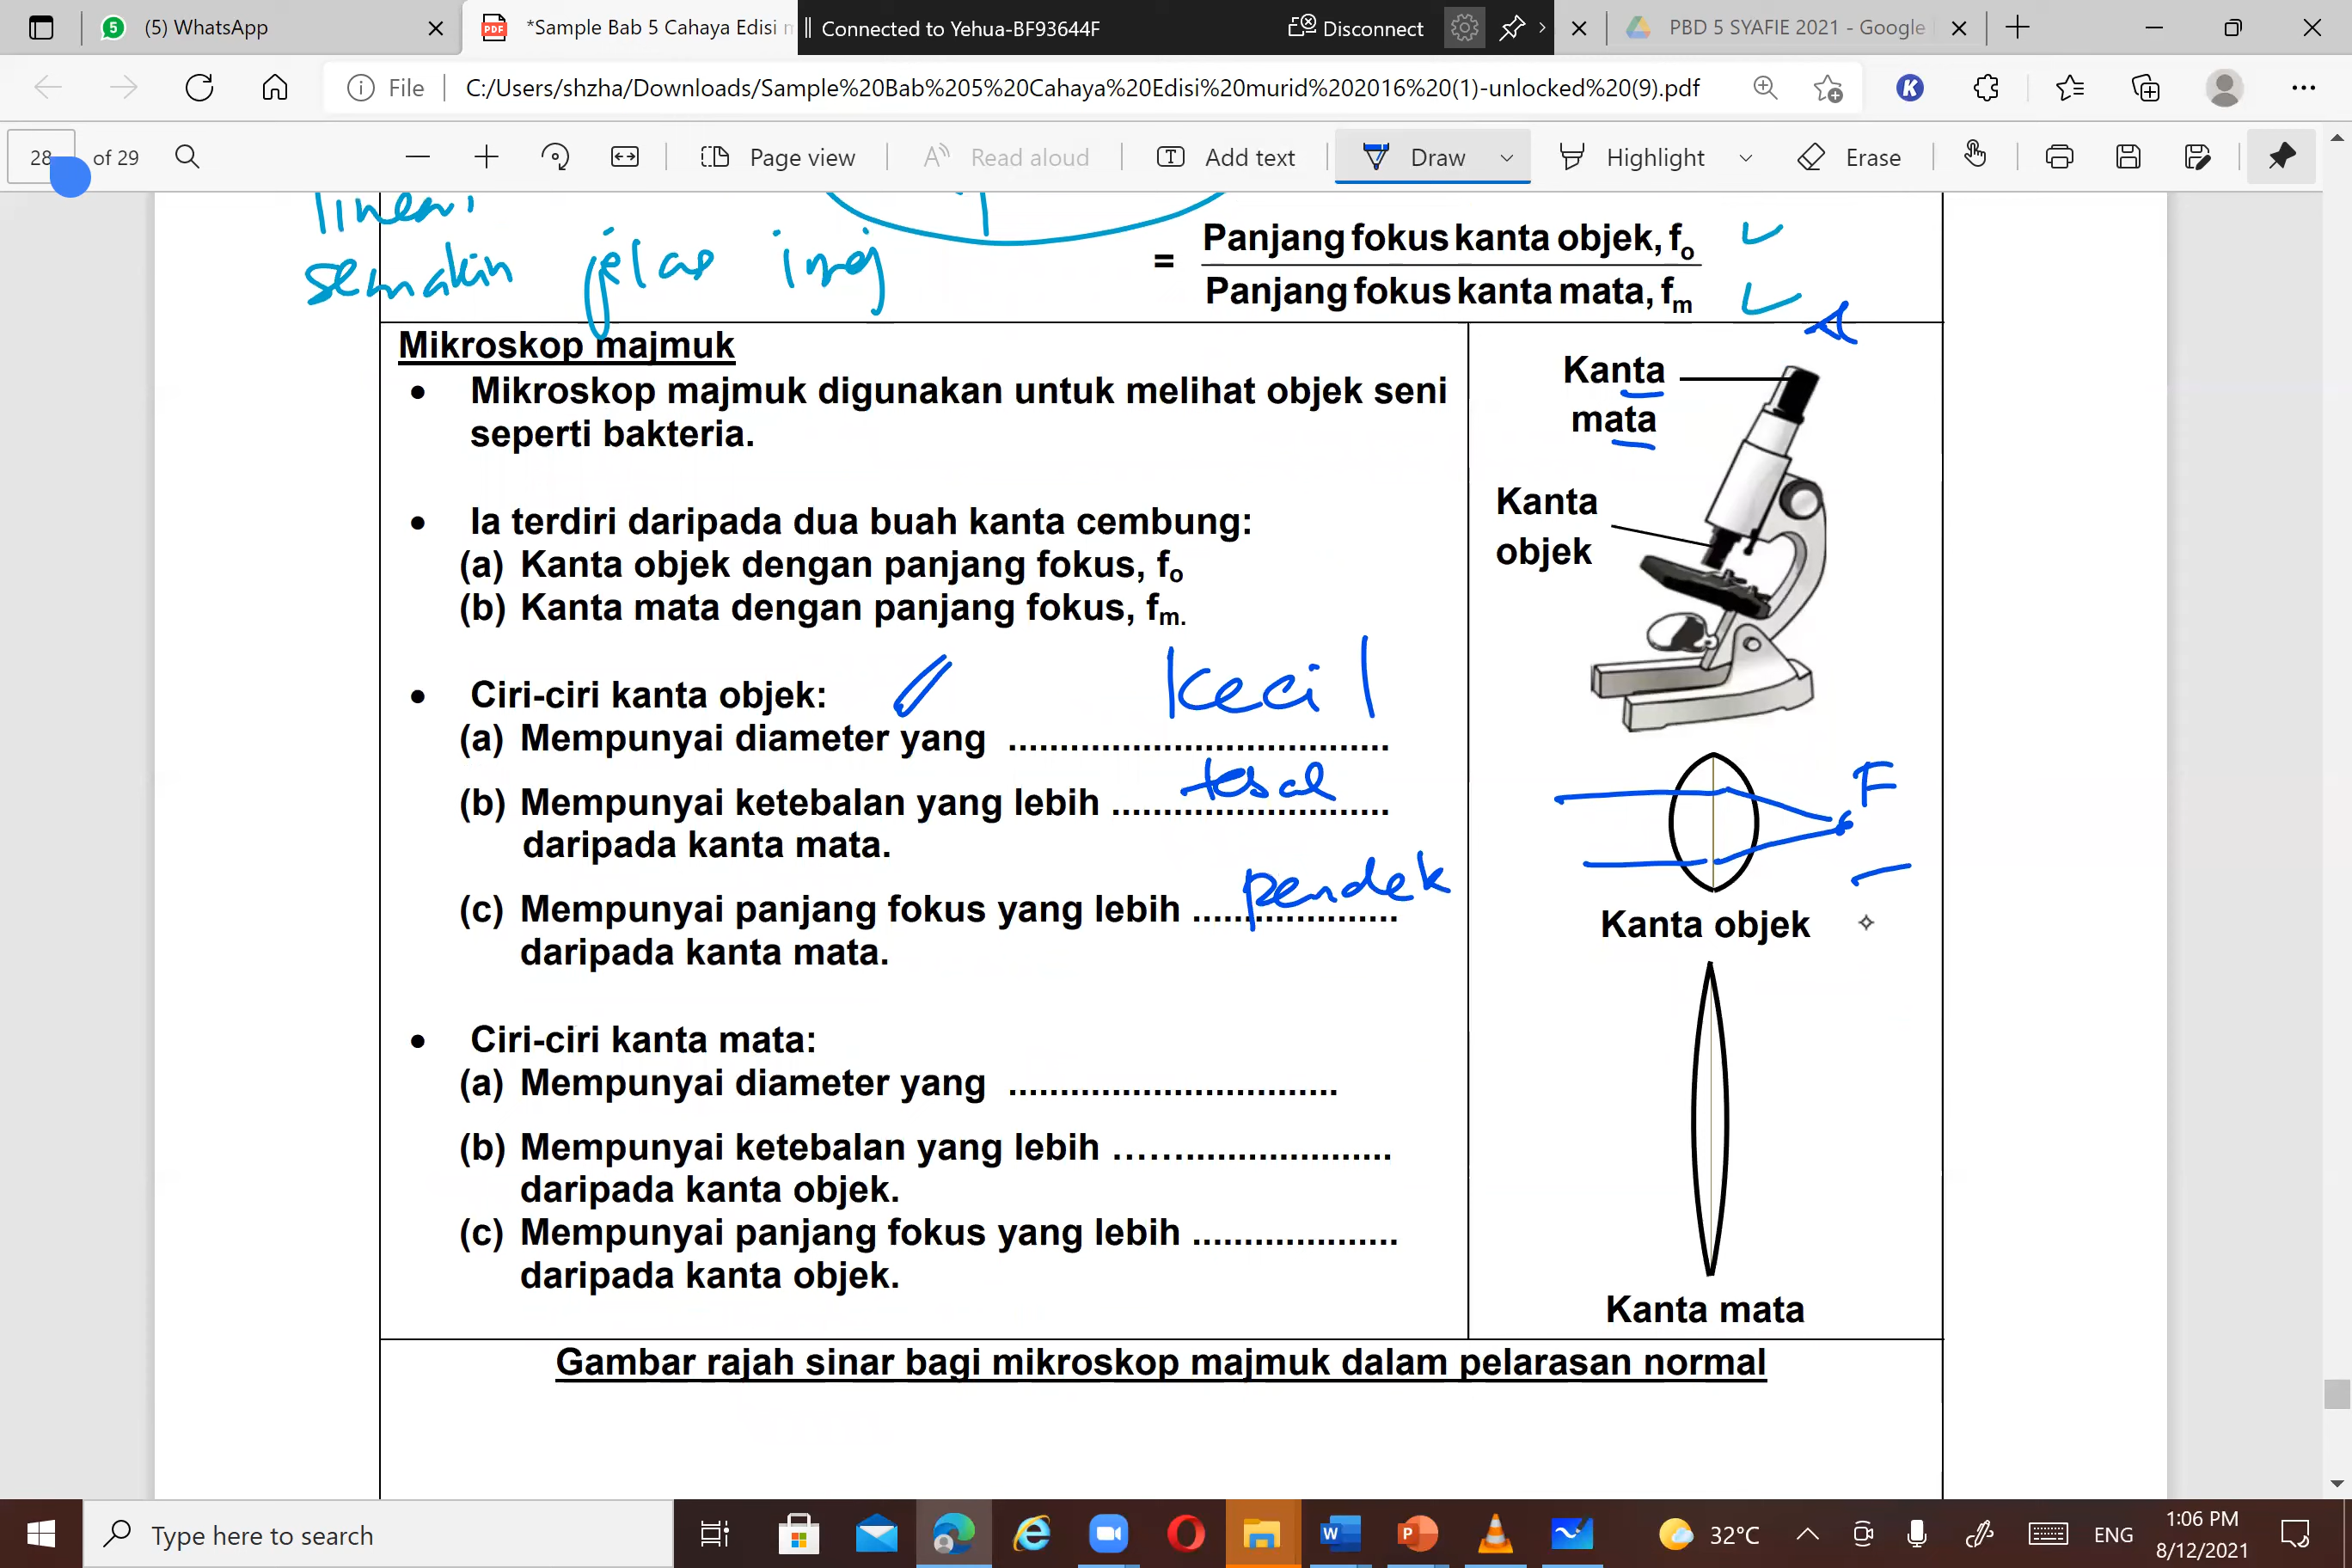 (5) WhatsApp
*Sample Bab 5 Cahaya Edisi m
Connected to Yehua-BF93644F
Disconnect
PBD 5 SYAFIE 2021 - Google
File
C:/Users/shzha/Downloads/Sample%20Bab%205%20Cahaya%20Edisi%20murid%202016%20(1)-unlocked%20(9).pdf
28 of 29
Page view
Read aloud
Add text
Draw
Highlight
Erase
linear
semakin jelas imej
= Panjang fokus kanta objek, fo
Panjang fokus kanta mata, fm
Mikroskop majmuk
• Mikroskop majmuk digunakan untuk melihat objek seni
seperti bakteria.
• Ia terdiri daripada dua buah kanta cembung:
(a) Kanta objek dengan panjang fokus, fo
(b) Kanta mata dengan panjang fokus, fm.
• Ciri-ciri kanta objek:
(a) Mempunyai diameter yang kecil
(b) Mempunyai ketebalan yang lebih tebal
daripada kanta mata.
(c) Mempunyai panjang fokus yang lebih pendek
daripada kanta mata.
• Ciri-ciri kanta mata:
(a) Mempunyai diameter yang ................................
(b) Mempunyai ketebalan yang lebih ..........................
daripada kanta objek.
(c) Mempunyai panjang fokus yang lebih ....................
daripada kanta objek.
Kanta
mata
Kanta
objek
F
Kanta objek
Kanta mata
Gambar rajah sinar bagi mikroskop majmuk dalam pelarasan normal
Type here to search
32°C
ENG
1:06 PM
8/12/2021